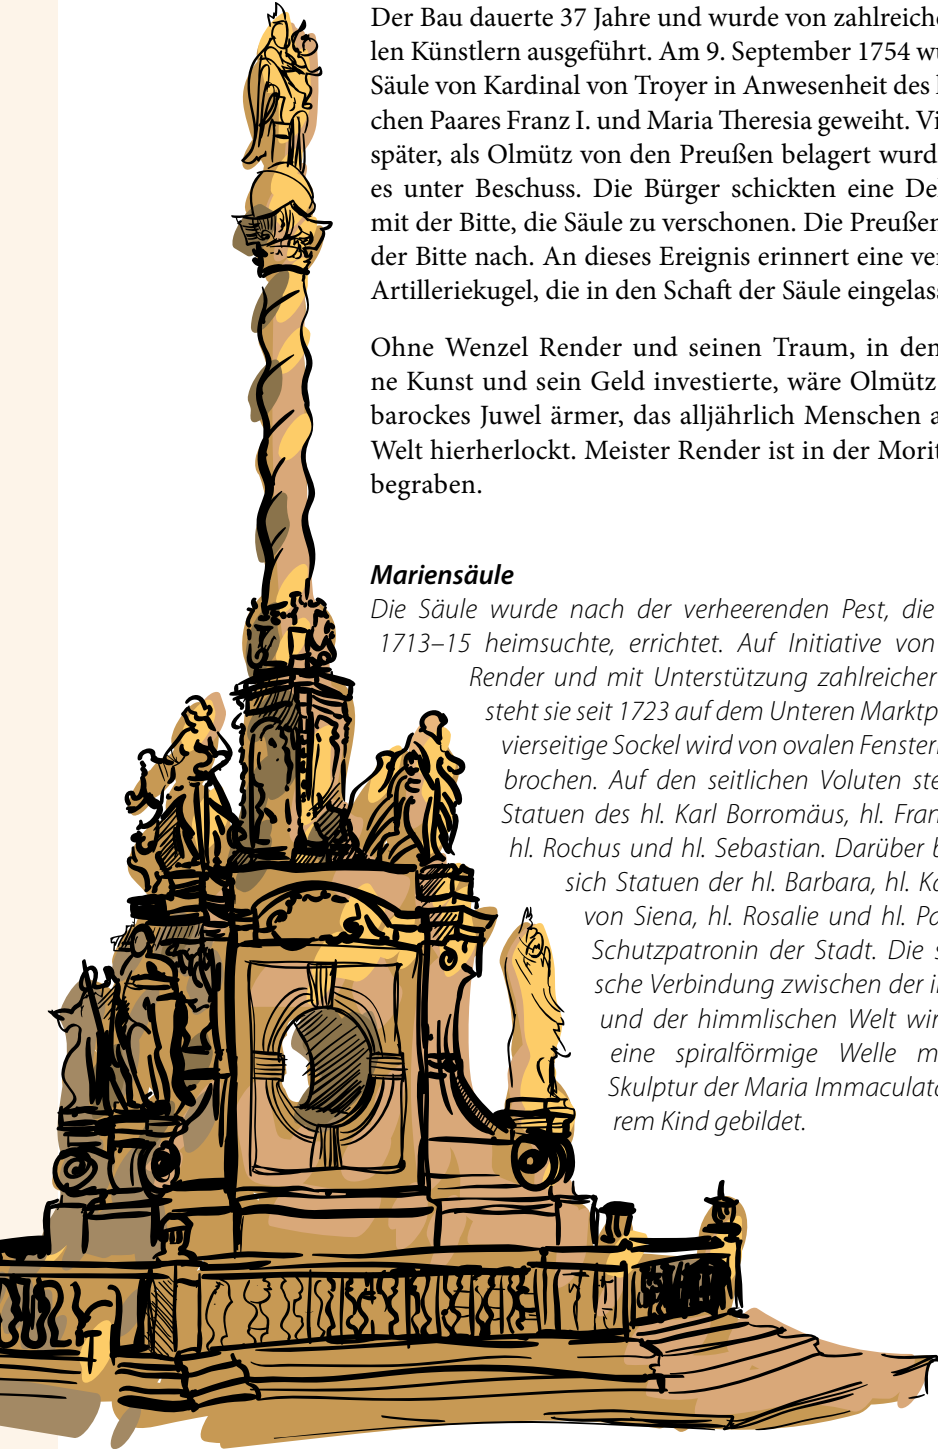 Der Bau dauerte 37 Jahre und wurde von zahlreiche
len Künstlern ausgeführt. Am 9. September 1754 wu
Säule von Kardinal von Troyer in Anwesenheit des
chen Paares Franz I. und Maria Theresia geweiht. Vi
später, als Olmütz von den Preußen belagert wurd
es unter Beschuss. Die Bürger schickten eine De
mit der Bitte, die Säule zu verschonen. Die Preußen
der Bitte nach. An dieses Ereignis erinnert eine ver
Artilleriekugel, die in den Schaft der Säule eingelas
Ohne Wenzel Render und seinen Traum, in den
ne Kunst und sein Geld investierte, wäre Olmütz
barockes Juwel ärmer, das alljährlich Menschen a
Welt hierherlockt. Meister Render ist in der Morit
begraben.
Mariensäule
Die Säule wurde nach der verheerenden Pest, die
1713–15 heimsuchte, errichtet. Auf Initiative von
Render und mit Unterstützung zahlreicher
steht sie seit 1723 auf dem Unteren Marktp
vierseitige Sockel wird von ovalen Fenster
brochen. Auf den seitlichen Voluten ste
Statuen des hl. Karl Borromäus, hl. Fran
hl. Rochus und hl. Sebastian. Darüber b
sich Statuen der hl. Barbara, hl. Ka
von Siena, hl. Rosalie und hl. Pa
Schutzpatronin der Stadt. Die s
sche Verbindung zwischen der i
und der himmlischen Welt wir
eine spiralförmige Welle m
Skulptur der Maria Immaculata
rem Kind gebildet.